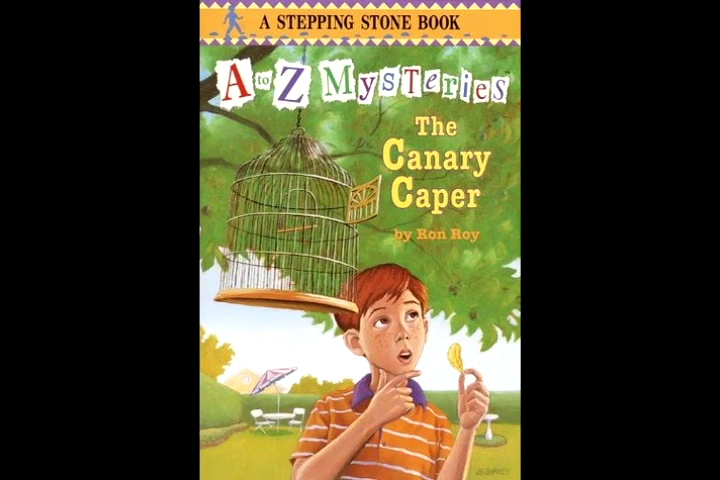 A STEPPING STONE BOOK
A to Z Mysteries
The
Canary
Caper
by Ron Roy